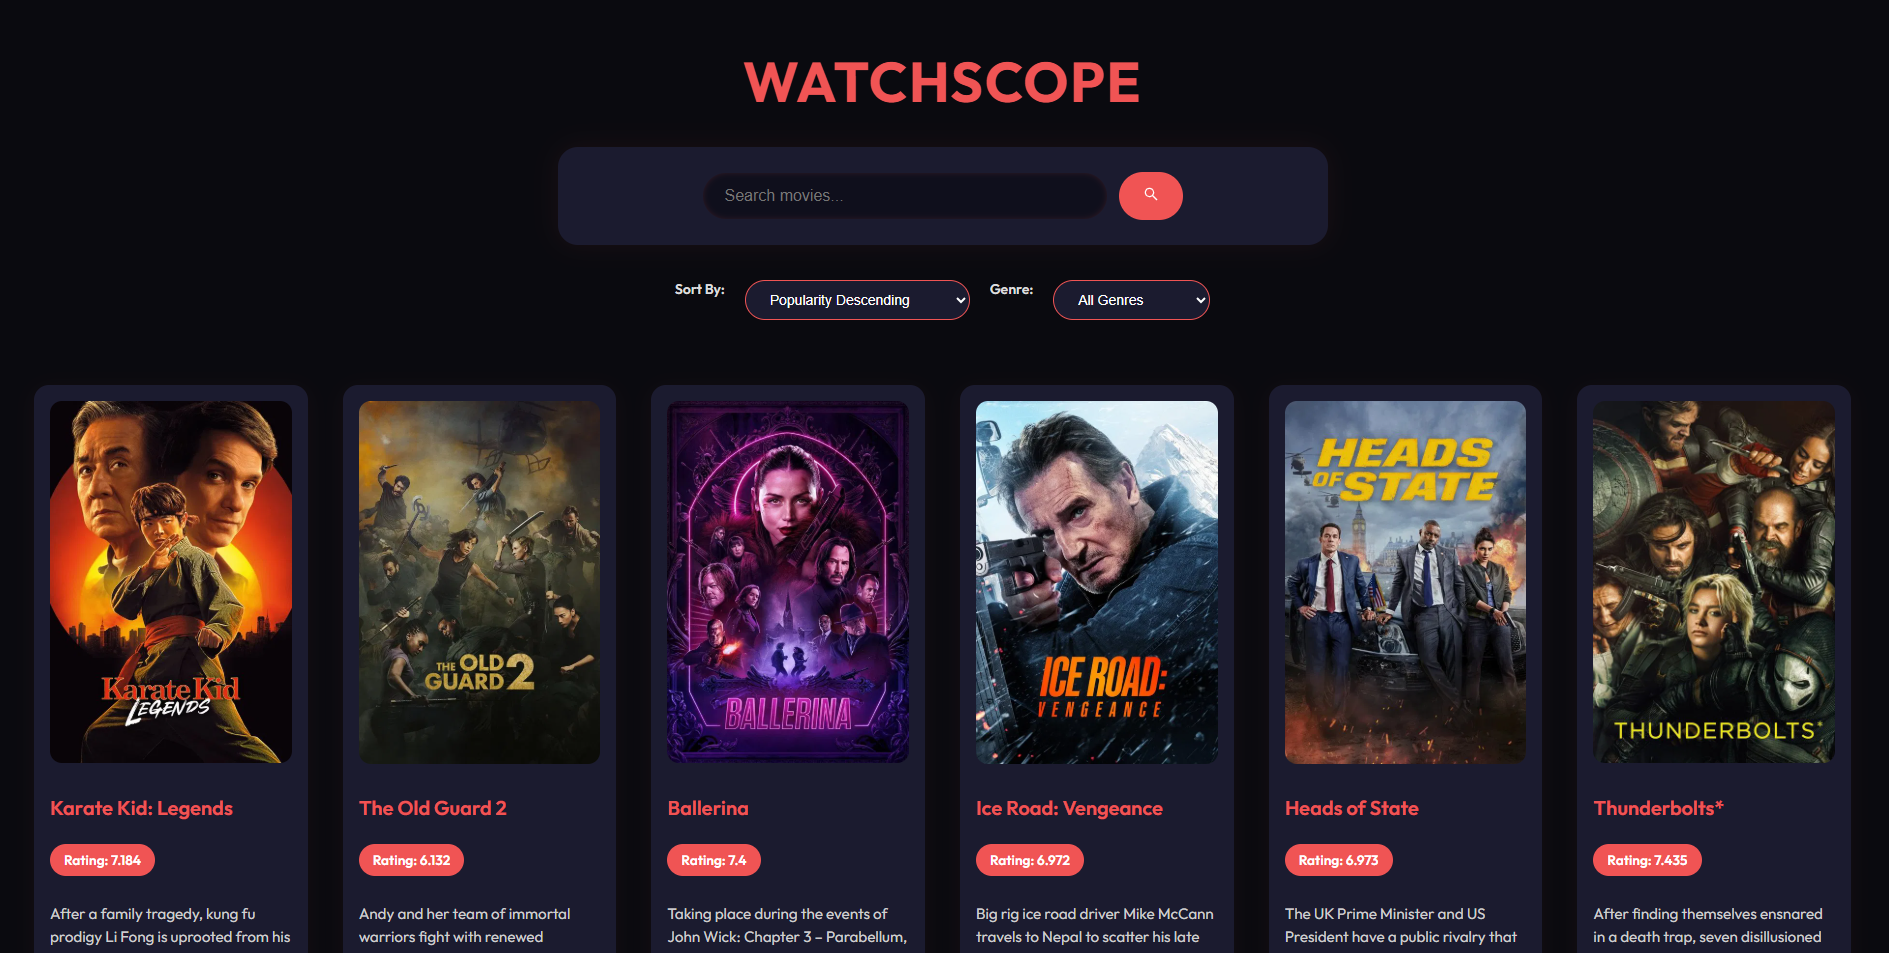 WATCHSCOPE
Search movies...
Sort By:
Popularity Descending
Genre:
All Genres
Karate Kid
LEGENDS
THE OLD
GUARD 2
BALLERINA
ICE ROAD:
VENGEANCE
HEADS
OF STATE
THUNDERBOLTS*
Karate Kid: Legends
Rating: 7.184
After a family tragedy, kung fu
prodigy Li Fong is uprooted from his
The Old Guard 2
Rating: 6.132
Andy and her team of immortal
warriors fight with renewed
Ballerina
Rating: 7.4
Taking place during the events of
John Wick: Chapter 3 – Parabellum,
Ice Road: Vengeance
Rating: 6.972
Big rig ice road driver Mike McCann
travels to Nepal to scatter his late
Heads of State
Rating: 6.973
The UK Prime Minister and US
President have a public rivalry that
Thunderbolts*
Rating: 7.435
After finding themselves ensnared
in a death trap, seven disillusioned